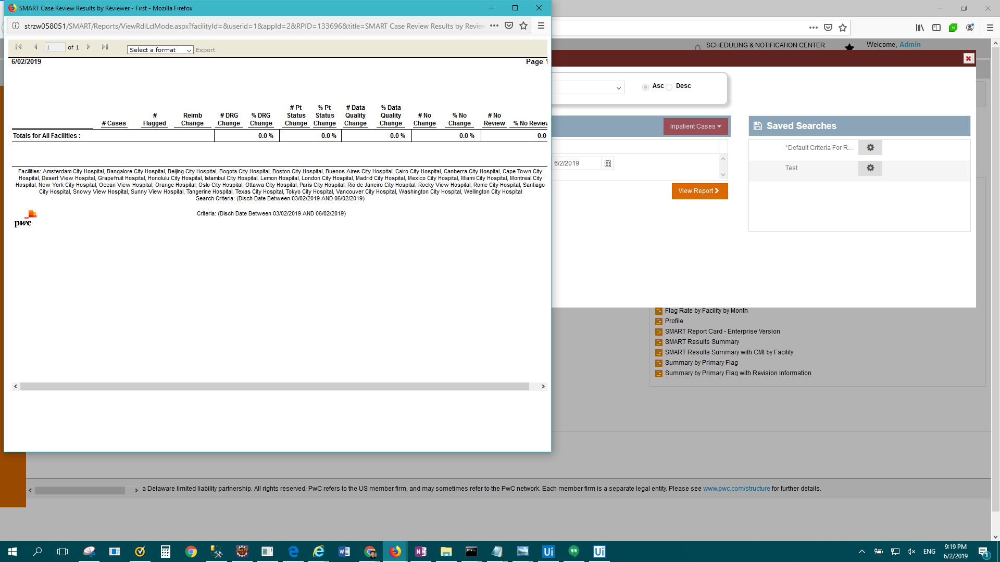 SMART Case Review Results by Reviewer - First - Mozilla Firefox
strzw058051/SMART/Reports/ViewRdlLclMode.aspx?facilityId=&userid=1&appId=2&RPID=133696&title=SMART Case Review Results by Review
1 of 1 Select a format Export
6/02/2019 Page 1
# Cases # Flagged Reimb Change # DRG Change % DRG Change # Pt Status Change % Pt Status Change # Data Quality Change % Data Quality Change # No Change % No Change # No Review % No Review
Totals for All Facilities : 0.0 % 0.0 % 0.0 % 0.0 % 0.0
Facilities: Amsterdam City Hospital, Bangalore City Hospital, Beijing City Hospital, Bogota City Hospital, Boston City Hospital, Buenos Aires City Hospital, Cairo City Hospital, Canberra City Hospital, Cape Town City
Hospital, Desert View Hospital, Grapefruit Hospital, Honolulu City Hospital, Istambul City Hospital, Lemon Hospital, London City Hospital, Madrid City Hospital, Mexico City Hospital, Miami City Hospital, Montreal City
Hospital, New York City Hospital, Ocean View Hospital, Orange Hospital, Oslo City Hospital, Ottawa City Hospital, Paris City Hospital, Rio de Janeiro City Hospital, Rocky View Hospital, Rome City Hospital, Santiago
City Hospital, Snowy View Hospital, Sunny View Hospital, Tangerine Hospital, Texas City Hospital, Tokyo City Hospital, Vancouver City Hospital, Washington City Hospital, Wellington City Hospital
Search Criteria: (Disch Date Between 03/02/2019 AND 06/02/2019)
Criteria: (Disch Date Between 03/02/2019 AND 06/02/2019)
pwc
SCHEDULING & NOTIFICATION CENTER
Welcome, Admin
Asc Desc
Inpatient Cases
Saved Searches
*Default Criteria For R...
6/2/2019
Test
View Report
Flag Rate by Facility by Month
Profile
SMART Report Card - Enterprise Version
SMART Results Summary
SMART Results Summary with CMI by Facility
Summary by Primary Flag
Summary by Primary Flag with Revision Information
a Delaware limited liability partnership. All rights reserved. PwC refers to the US member firm, and may sometimes refer to the PwC network. Each member firm is a separate legal entity. Please see www.pwc.com/structure for further details.
ENG
9:19 PM
6/2/2019
1